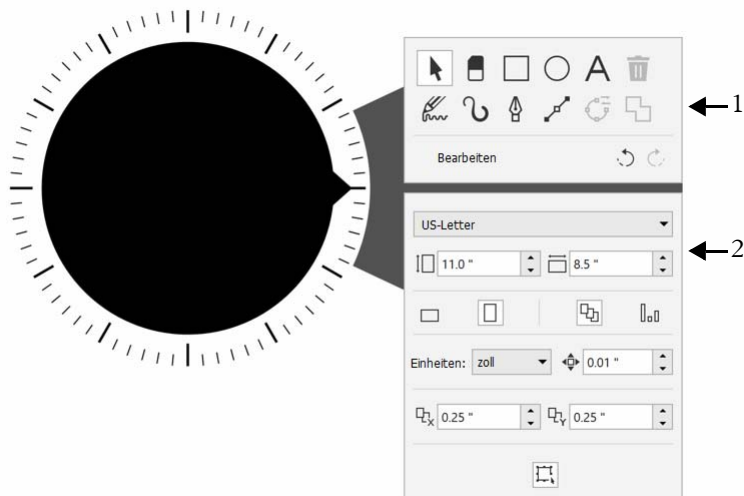 A
1
Bearbeiten
US-Letter
2
11.0 " 8.5 "
Einheiten: zoll 0.01 "
X 0.25 " Y 0.25 "